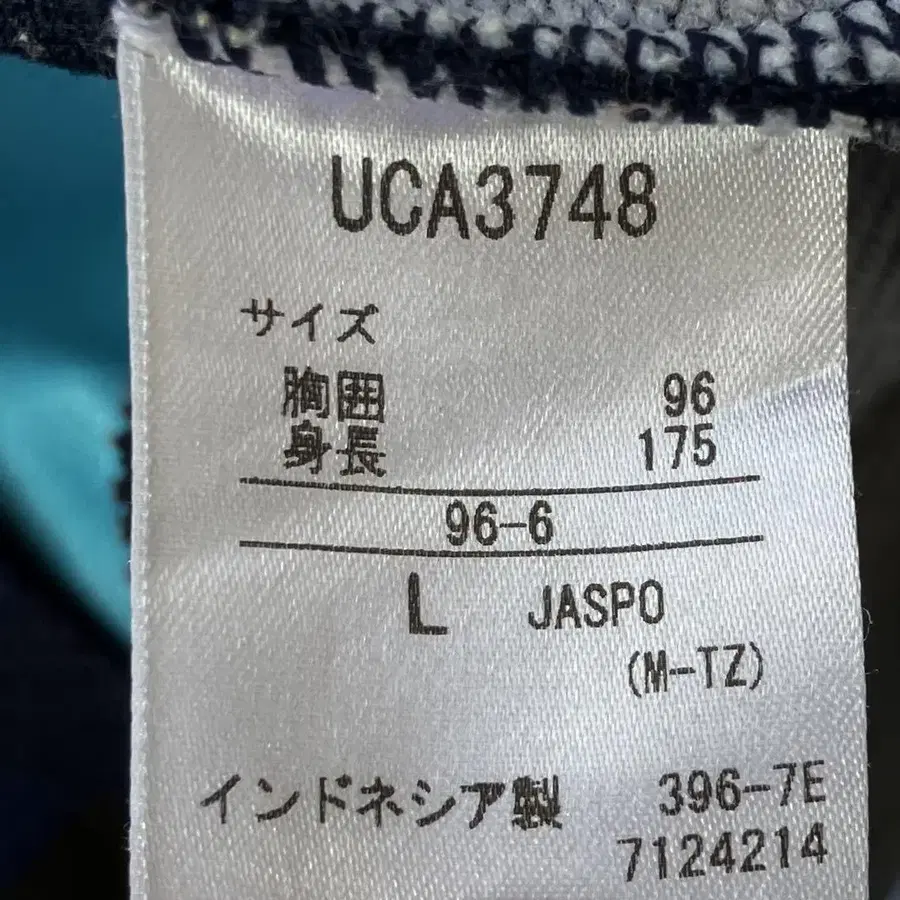 UCA3748
サイズ
胸囲 96
身長 175
96-6
L JASPO
(M-TZ)
インドネシア製 396-7E
7124214